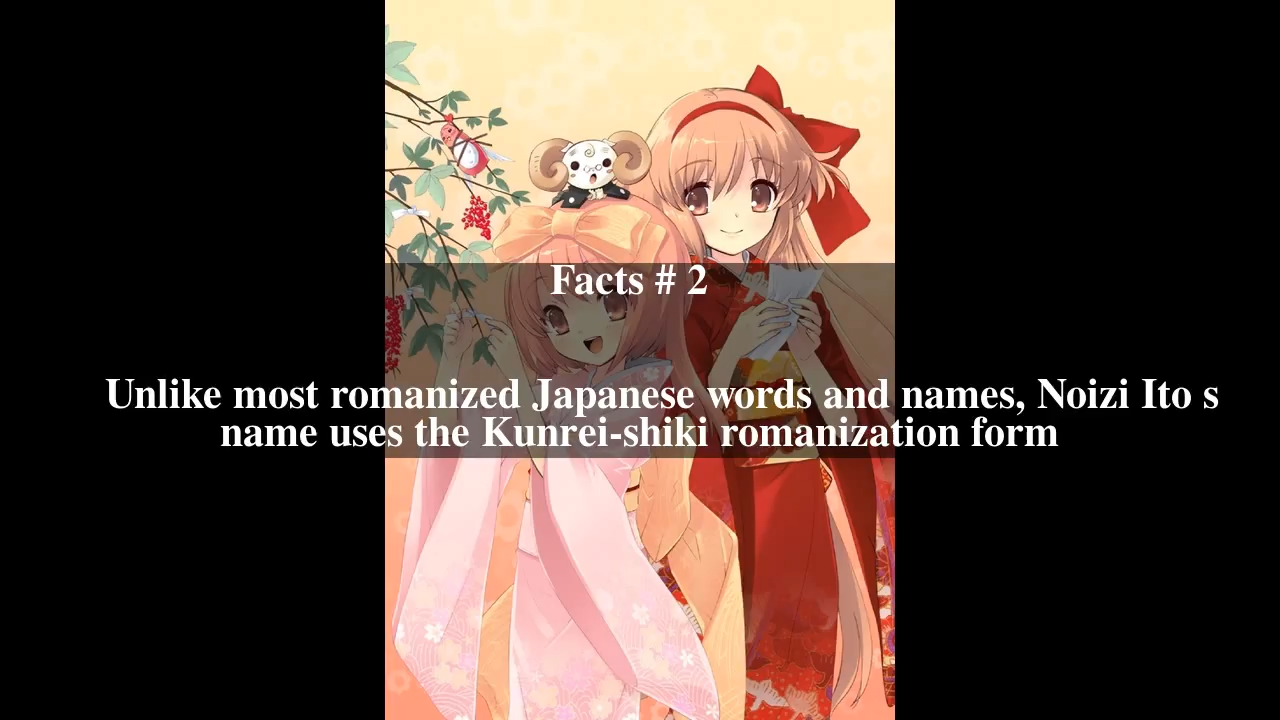 Facts # 2
Unlike most romanized Japanese words and names, Noizi Ito s
name uses the Kunrei-shiki romanization form